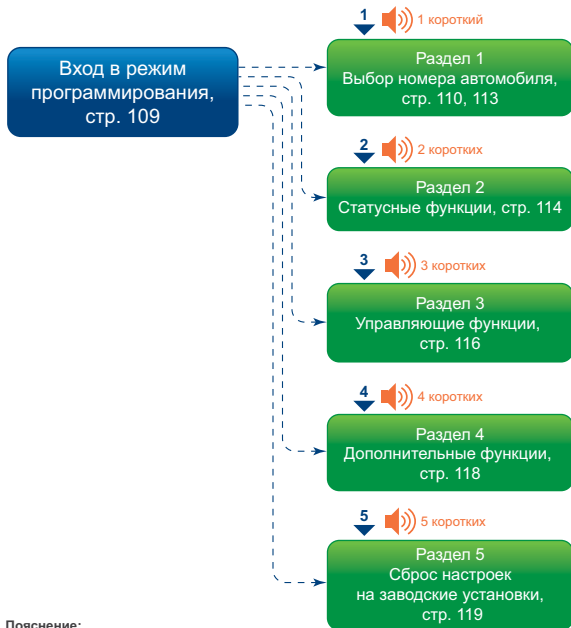 Вход в режим
программирования,
стр. 109
1 1 короткий
Раздел 1
Выбор номера автомобиля,
стр. 110, 113
2 2 коротких
Раздел 2
Статусные функции, стр. 114
3 3 коротких
Раздел 3
Управляющие функции,
стр. 116
4 4 коротких
Раздел 4
Дополнительные функции,
стр. 118
5 5 коротких
Раздел 5
Сброс настроек
на заводские установки,
стр. 119
Пояснение: